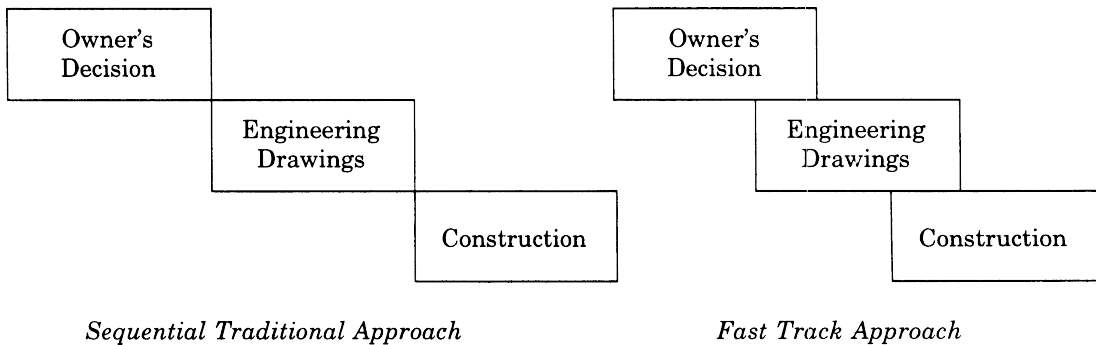 Owner's
Decision
Engineering
Drawings
Construction
Sequential Traditional Approach
Owner's
Decision
Engineering
Drawings
Construction
Fast Track Approach